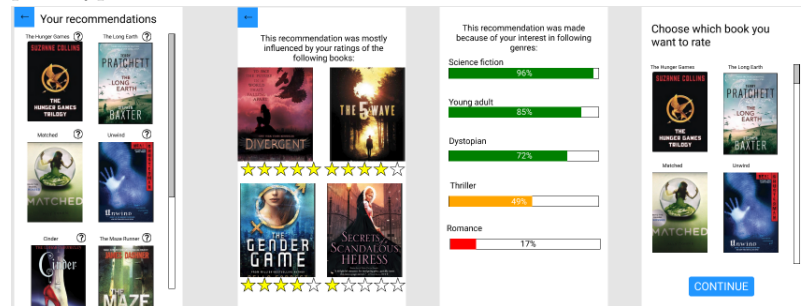 Your recommendations
The Hunger Games ?
The Long Earth ?
SUZANNE COLLINS
THE
HUNGER GAMES
TRILOGY
PRATCHETT
THE
LONG
EARTH
BAXTER
Matched ?
Unwind ?
MATCHED
Unwind
Cinder ?
The Maze Runner ?
Cinder
JAMES DASHNER
THE
MAZE
This recommendation was mostly
influenced by your ratings of the
following books:
DIVERGENT
THE 5TH WAVE
THE
GENDER
GAME
SECRETS
SCANDALOUS
HEIRESS
This recommendation was made
because of your interest in following
genres:
Science fiction
96%
Young adult
85%
Dystopian
72%
Thriller
49%
Romance
17%
Choose which book you
want to rate
The Hunger Games
The Long Earth
SUZANNE COLLINS
THE
HUNGER GAMES
TRILOGY
PRATCHETT
THE
LONG
EARTH
BAXTER
Matched
Unwind
MATCHED
Unwind
CONTINUE